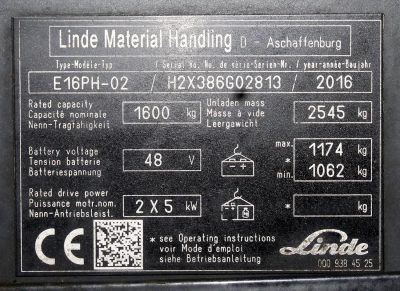 Linde Material Handling D - Aschaffenburg
Type-Modèle-Typ / Serial No. No. de série-Serien-Nr. / year-année-Baujahr
E16PH-02 / H2X386G02813 / 2016
Rated capacity
Capacité nominale
Nenn-Tragfähigkeit
1600 kg
Unladen mass
Masse à vide
Leergewicht
2545 kg
Battery voltage
Tension batterie
Batteriespannung
48 V
max. 1174 kg
*
min. 1062 kg
Rated drive power
Puissance motr.nom.
Nenn-Antriebsleist.
2 X 5 kW
* kg
CE
* see Operating instructions
voir Mode d'emploi
siehe Betriebsanleitung
Linde
000 938 45 25